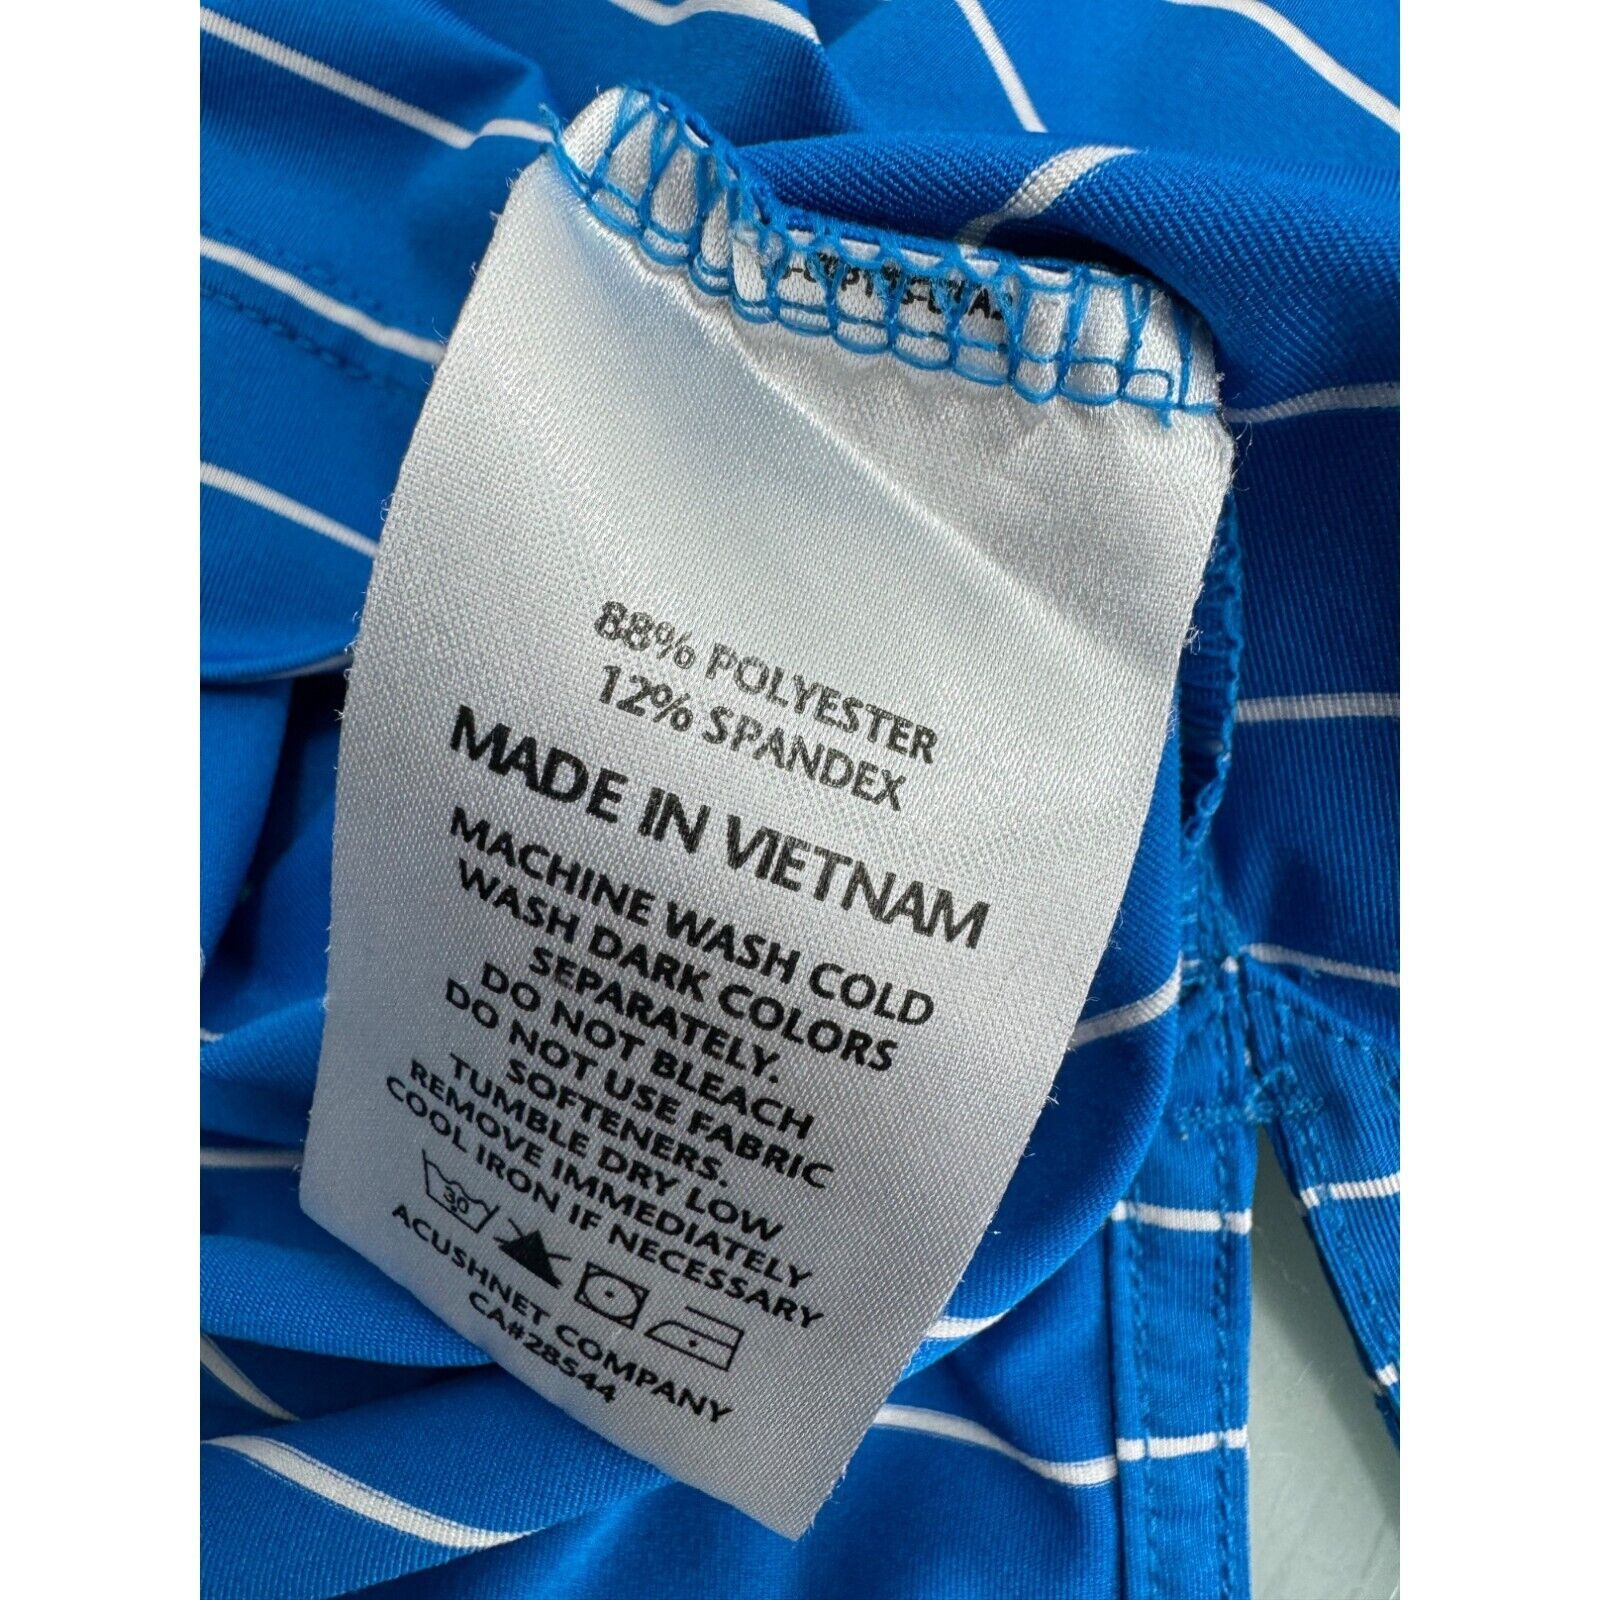 88% POLYESTER
12% SPANDEX
MADE IN VIETNAM
MACHINE WASH COLD
WASH DARK COLORS
SEPARATELY.
DO NOT BLEACH
DO NOT USE FABRIC
SOFTENERS.
TUMBLE DRY LOW
REMOVE IMMEDIATELY
COOL IRON IF NECESSARY
30
ACUSHNET COMPANY
CA#28544